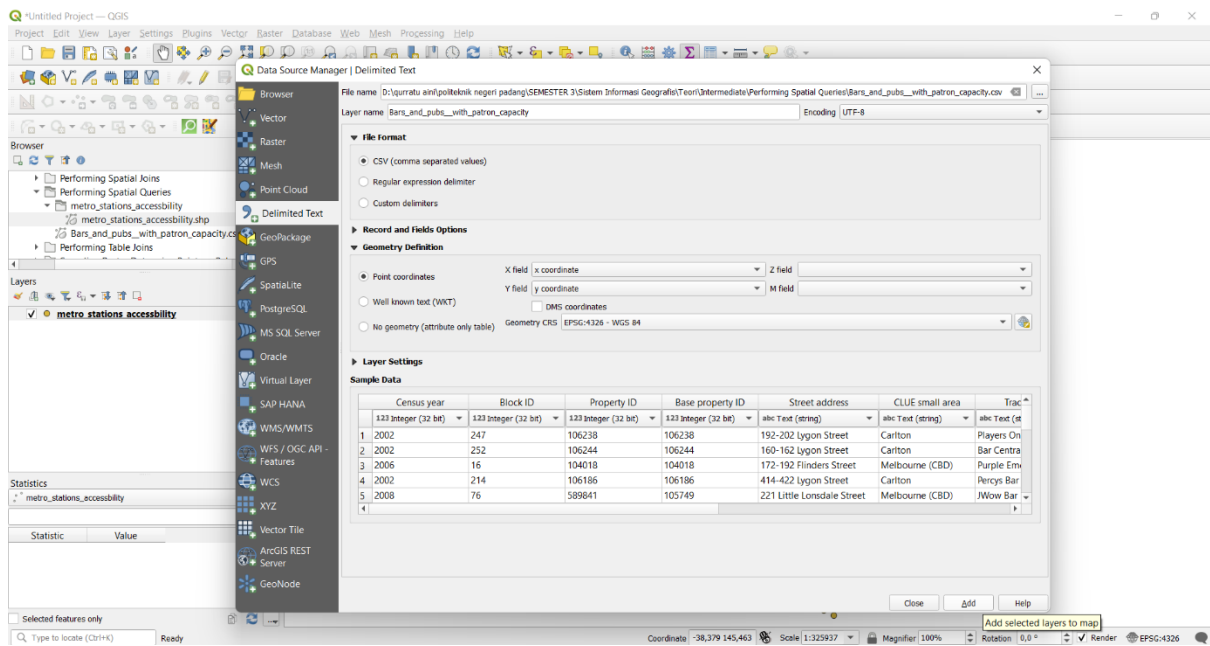 *Untitled Project — QGIS
Project Edit View Layer Settings Plugins Vector Raster Database Web Mesh Processing Help
Browser
Performing Spatial Joins
Performing Spatial Queries
metro_stations_accessbility
metro_stations_accessbility.shp
Bars_and_pubs__with_patron_capacity.cs
Performing Table Joins
Layers
metro_stations_accessbility
Statistics
metro_stations_accessbility
Statistic Value
Selected features only
Data Source Manager | Delimited Text
Browser
Vector
Raster
Mesh
Point Cloud
Delimited Text
GeoPackage
GPS
SpatiaLite
PostgreSQL
MS SQL Server
Oracle
Virtual Layer
SAP HANA
WMS/WMTS
WFS / OGC API -
Features
WCS
XYZ
Vector Tile
ArcGIS REST
Server
GeoNode
File name D:\qurratu aini\politeknik negeri padang\SEMESTER 3\Sistem Informasi Geografis\Teori\Intermediate\Performing Spatial Queries\Bars_and_pubs__with_patron_capacity.csv ...
Layer name Bars_and_pubs__with_patron_capacity Encoding UTF-8
File Format
CSV (comma separated values)
Regular expression delimiter
Custom delimiters
Record and Fields Options
Geometry Definition
Point coordinates X field x coordinate Z field
Y field y coordinate M field
Well known text (WKT) DMS coordinates
No geometry (attribute only table) Geometry CRS EPSG:4326 - WGS 84
Layer Settings
Sample Data
Census year Block ID Property ID Base property ID Street address CLUE small area Trac
123 Integer (32 bit) 123 Integer (32 bit) 123 Integer (32 bit) 123 Integer (32 bit) abc Text (string) abc Text (string) abc Text (st
1 2002 247 106238 106238 192-202 Lygon Street Carlton Players On
2 2002 252 106244 106244 160-162 Lygon Street Carlton Bar Centra
3 2006 16 104018 104018 172-192 Flinders Street Melbourne (CBD) Purple Eme
4 2002 214 106186 106186 414-422 Lygon Street Carlton Percys Bar
5 2008 76 589841 105749 221 Little Lonsdale Street Melbourne (CBD) JWow Bar
Close Add Help
Add selected layers to map
Type to locate (Ctrl+K) Ready Coordinate -38,379 145,463 Scale 1:325937 Magnifier 100% Rotation 0,0 ° Render EPSG:4326